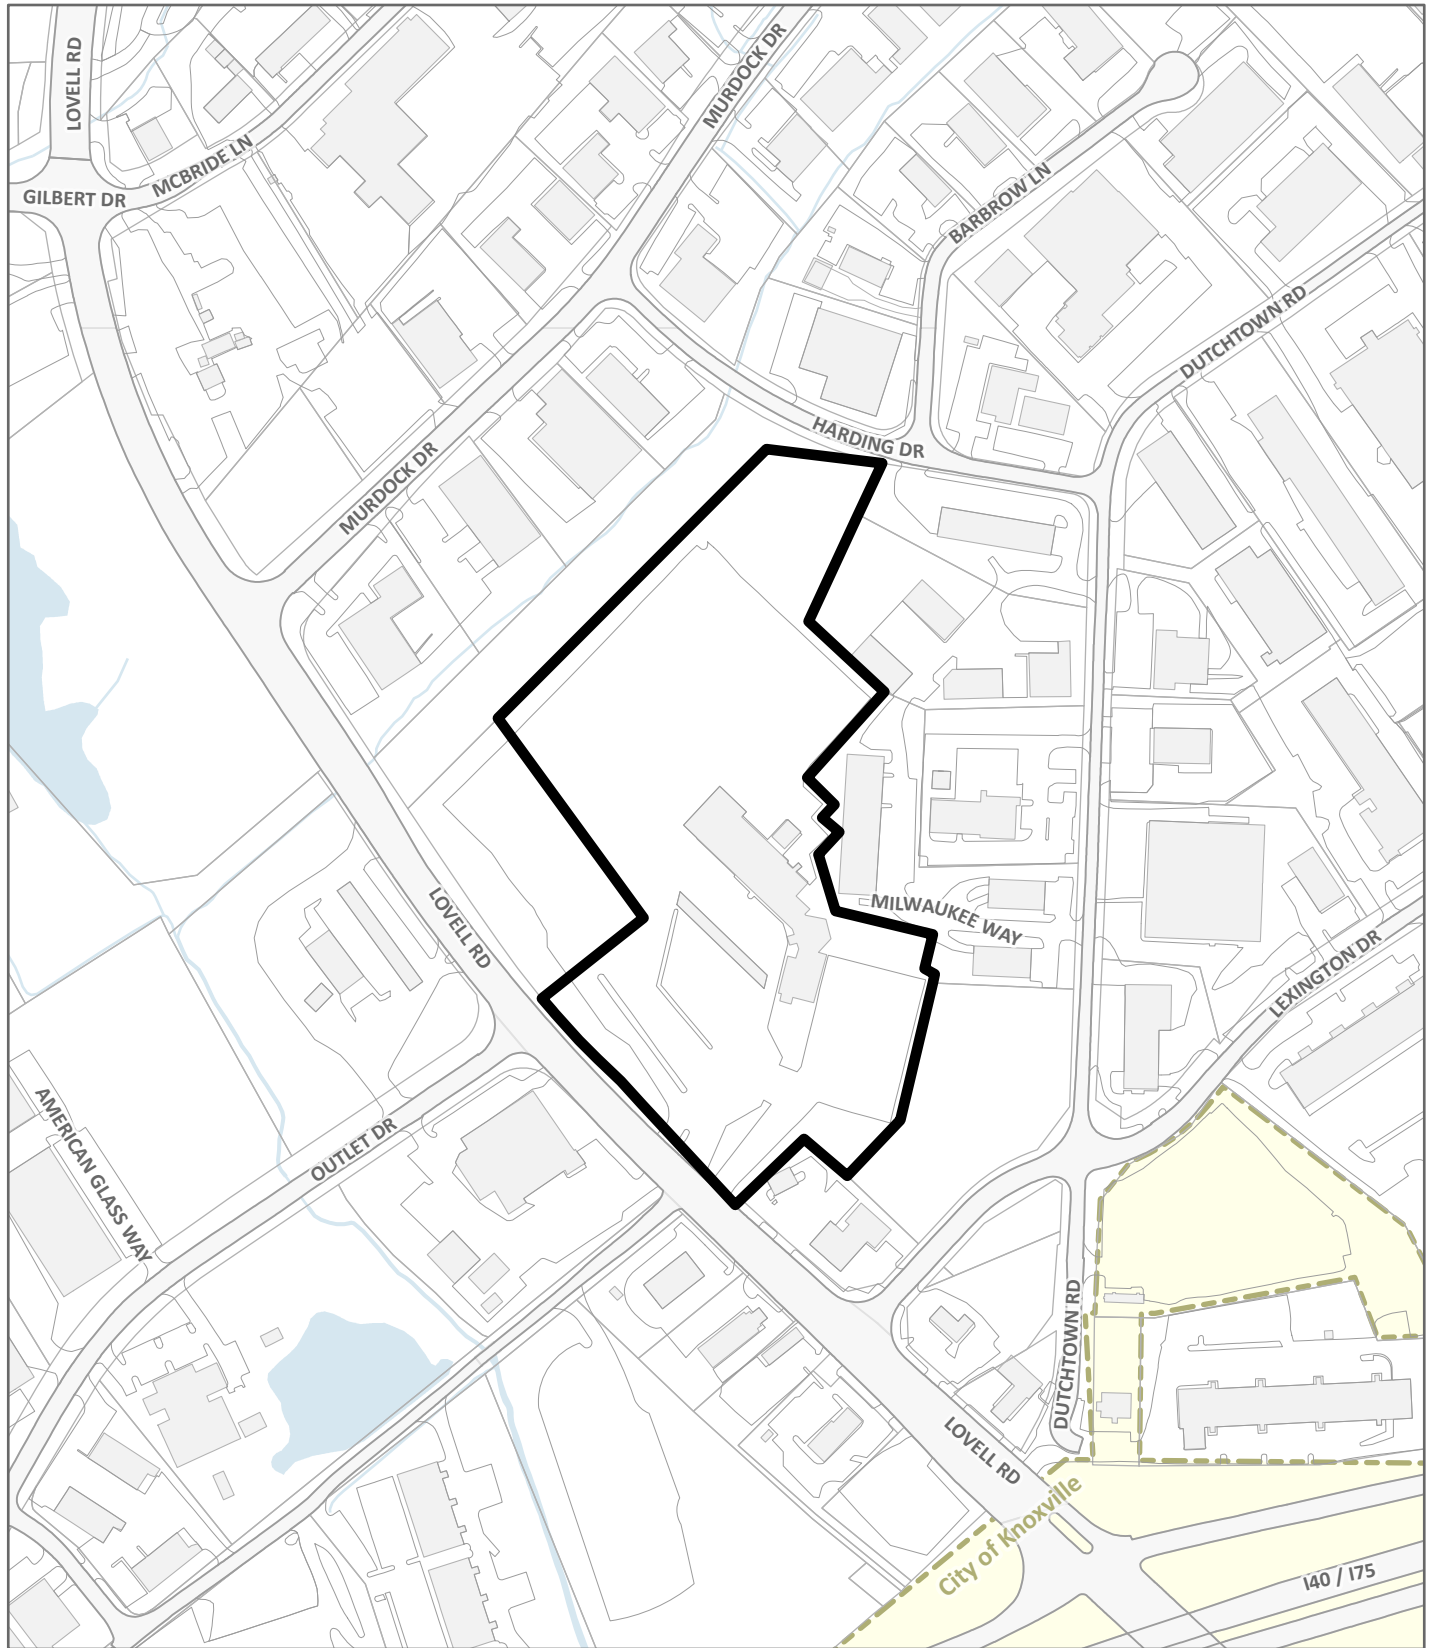 LOVELL RD
MURDOCK DR
MCBRIDE LN
GILBERT DR
BARBROW LN
DUTCHTOWN RD
HARDING DR
MURDOCK DR
MILWAUKEE WAY
LOVELL RD
LEXINGTON DR
AMERICAN GLASS WAY
OUTLET DR
DUTCHTOWN RD
LOVELL RD
City of Knoxville
I40 / I75